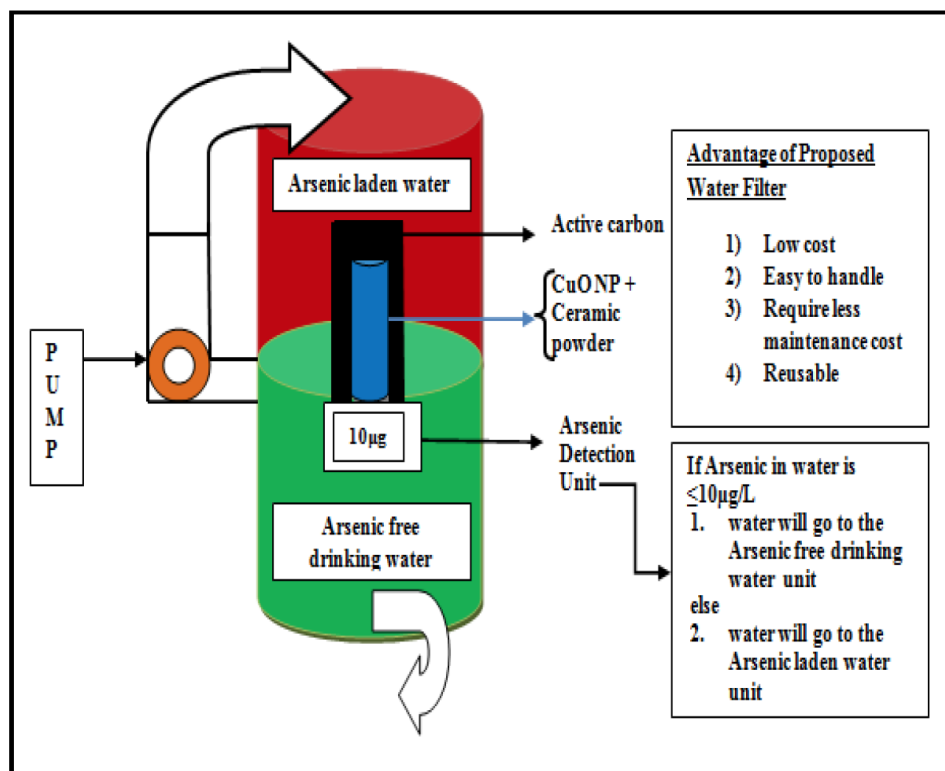 Arsenic laden water
Active carbon
CuO NP +
Ceramic
powder
P
U
M
P
10µg
Arsenic
Detection
Unit
Arsenic free
drinking water
Advantage of Proposed
Water Filter
1) Low cost
2) Easy to handle
3) Require less
maintenance cost
4) Reusable
If Arsenic in water is
≤10µg/L
1. water will go to the
Arsenic free drinking
water unit
else
2. water will go to the
Arsenic laden water
unit